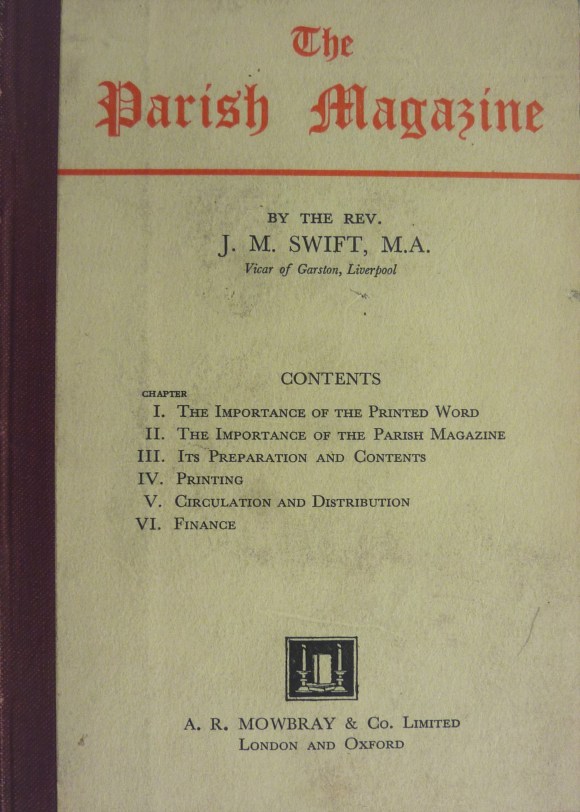 The
Parish Magazine
BY THE REV.
J. M. SWIFT, M.A.
Vicar of Garston, Liverpool
CONTENTS
CHAPTER
I. THE IMPORTANCE OF THE PRINTED WORD
II. THE IMPORTANCE OF THE PARISH MAGAZINE
III. ITS PREPARATION AND CONTENTS
IV. PRINTING
V. CIRCULATION AND DISTRIBUTION
VI. FINANCE
A. R. MOWBRAY & Co. LIMITED
LONDON AND OXFORD